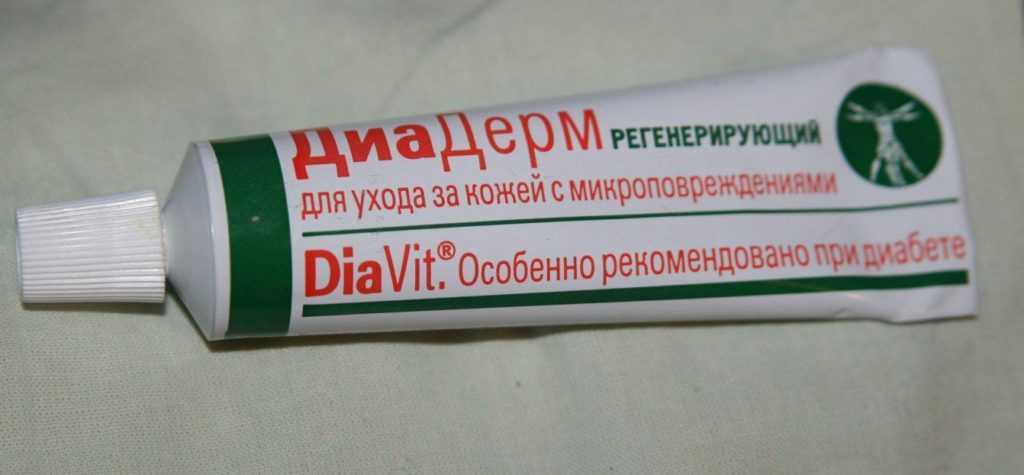 ДиаДерм РЕГЕНЕРИРУЮЩИЙ
для ухода за кожей с микроповреждениями
DiaVit.® Особенно рекомендовано при диабете